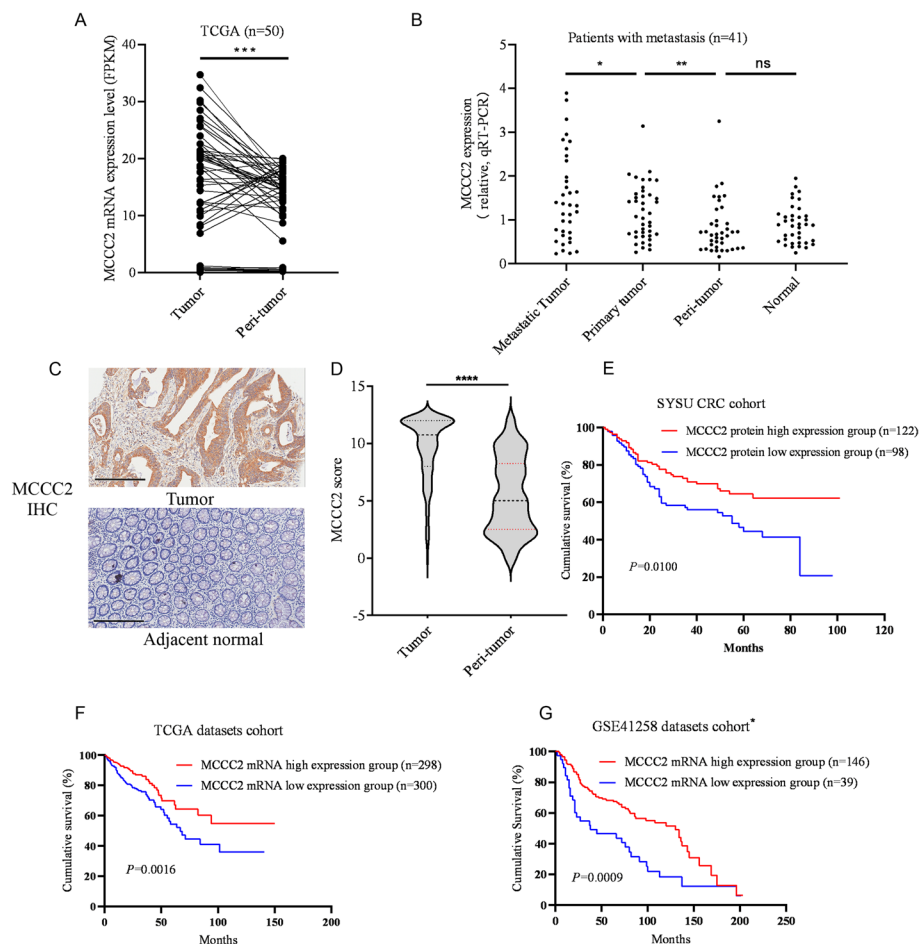 A
TCGA (n=50)
***
MCCC2 mRNA expression level (FPKM)
40
30
20
10
0
Tumor
Peri-tumor
B
Patients with metastasis (n=41)
*
**
ns
MCCC2 expression
( relative, qRT-PCR)
5
4
3
2
1
0
Metastatic Tumor
Primary tumor
Peri-tumor
Normal
C
MCCC2
IHC
Tumor
Adjacent normal
D
****
MCCC2 score
15
10
5
0
-5
Tumor
Peri-tumor
E
SYSU CRC cohort
MCCC2 protein high expression group (n=122)
MCCC2 protein low expression group (n=98)
Cumulative survival (%)
100
80
60
40
20
0
P=0.0100
0 20 40 60 80 100 120
Months
F
TCGA datasets cohort
MCCC2 mRNA high expression group (n=298)
MCCC2 mRNA low expression group (n=300)
Cumulative survival (%)
100
80
60
40
20
0
P=0.0016
0 50 100 150 200
Months
G
GSE41258 datasets cohort*
MCCC2 mRNA high expression group (n=146)
MCCC2 mRNA low expression group (n=39)
Cumulative Survival (%)
100
80
60
40
20
0
P=0.0009
0 50 100 150 200 250
Months